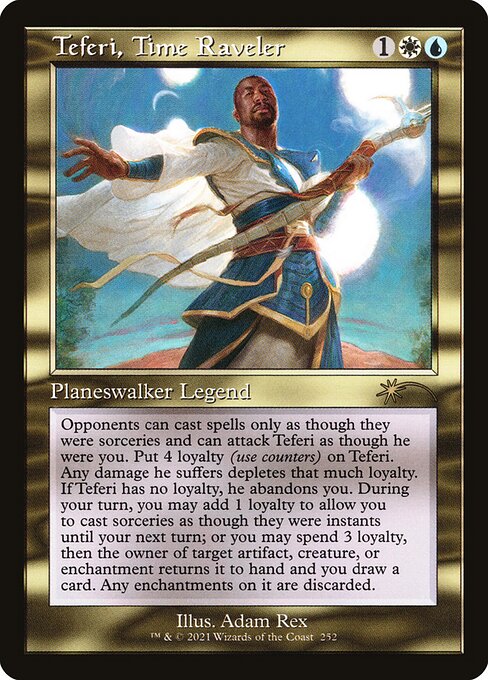 Teferi, Time Raveler 1
Planeswalker Legend
Opponents can cast spells only as though they
were sorceries and can attack Teferi as though he
were you. Put 4 loyalty (use counters) on Teferi.
Any damage he suffers depletes that much loyalty.
If Teferi has no loyalty, he abandons you. During
your turn, you may add 1 loyalty to allow you
to cast sorceries as though they were instants
until your next turn; or you may spend 3 loyalty,
then the owner of target artifact, creature, or
enchantment returns it to hand and you draw a
card. Any enchantments on it are discarded.
Illus. Adam Rex
™ & © 2021 Wizards of the Coast 252